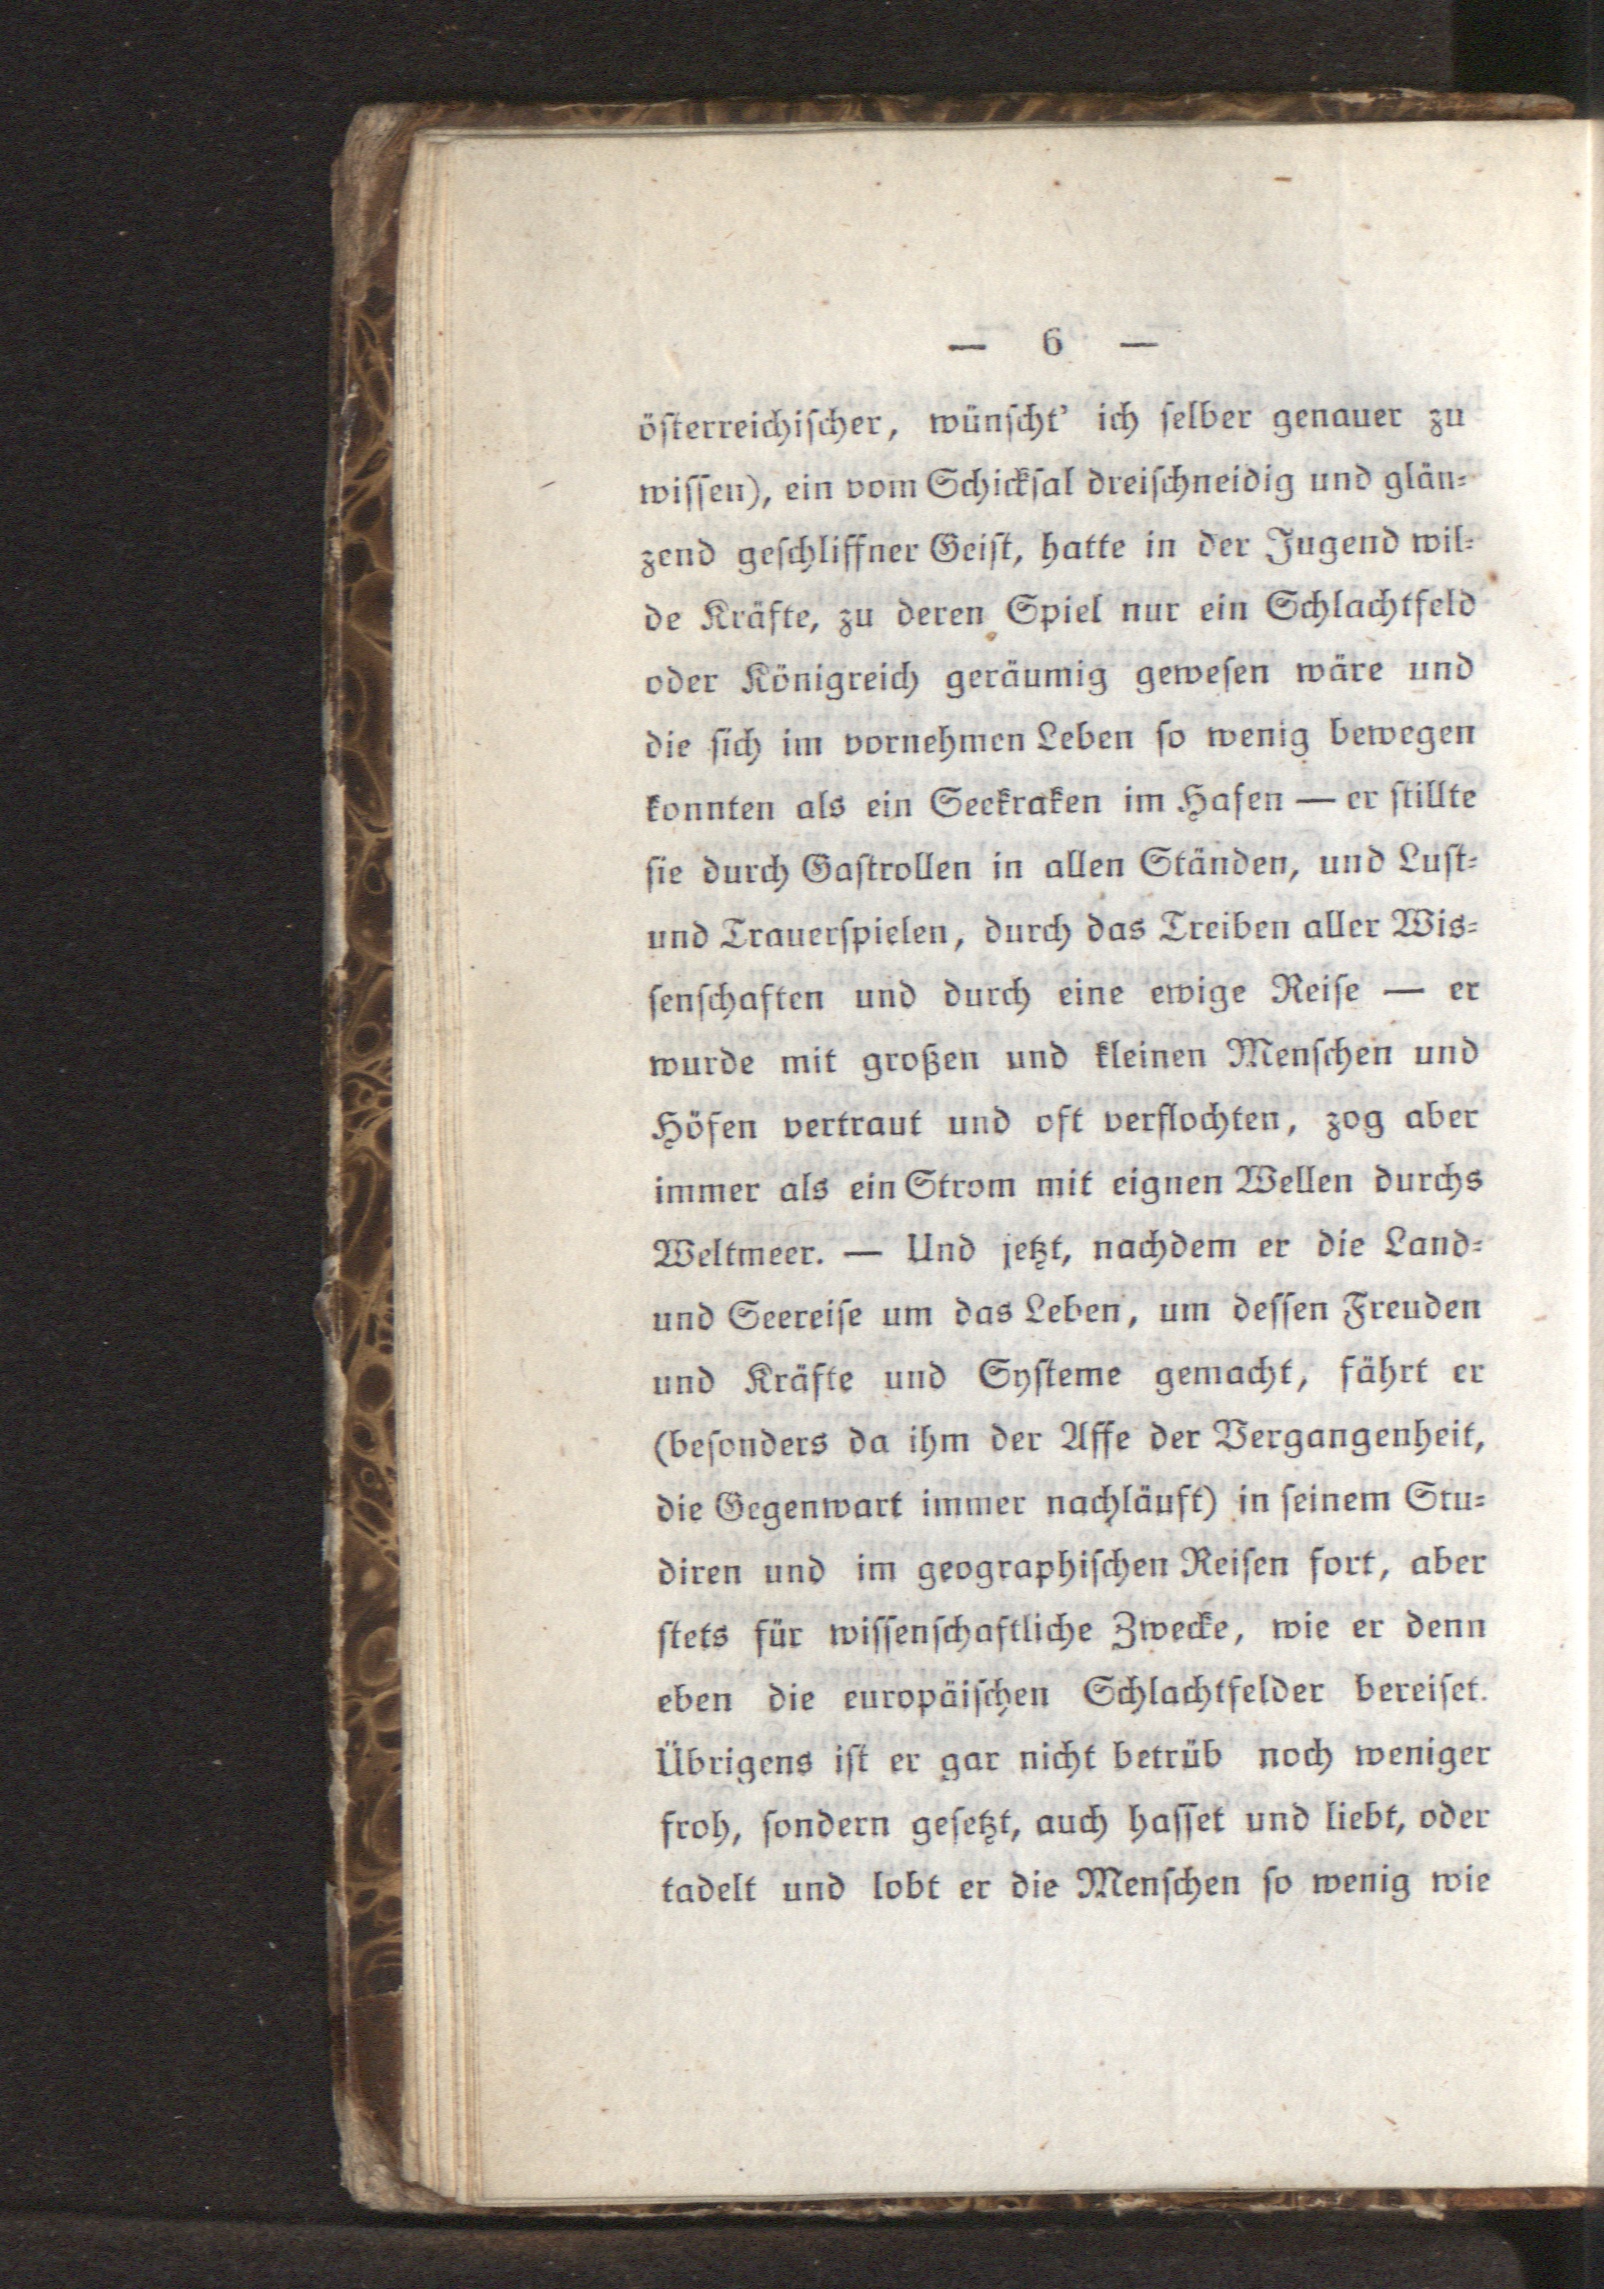 — 6 —
öſterreichiſcher, wünſcht' ich ſelber genauer zu
wiſſen), ein vom Schickſal dreiſchneidig und glän⸗
zend geſchliffner Geiſt, hatte in der Jugend wil⸗
de Kräfte, zu deren Spiel nur ein Schlachtfeld
oder Königreich geräumig geweſen wäre und
die ſich im vornehmen Leben ſo wenig bewegen
konnten als ein Seekraken im Hafen — er ſtillte
ſie durch Gaſtrollen in allen Ständen, und Luſt⸗
und Trauerſpielen, durch das Treiben aller Wis⸗
ſenſchaften und durch eine ewige Reiſe — er
wurde mit großen und kleinen Menſchen und
Höfen vertraut und oft verflochten, zog aber
immer als ein Strom mit eignen Wellen durchs
Weltmeer. — Und jetzt, nachdem er die Land⸗
und Seereiſe um das Leben, um deſſen Freuden
und Kräfte und Syſteme gemacht, fährt er
(beſonders da ihm der Affe der Vergangenheit,
die Gegenwart immer nachläuft) in ſeinem Stu⸗
diren und im geographiſchen Reiſen fort, aber
ſtets für wiſſenſchaftliche Zwecke, wie er denn
eben die europäiſchen Schlachtfelder bereiſet.
Übrigens iſt er gar nicht betrüb noch weniger
froh, ſondern geſetzt, auch haſſet und liebt, oder
tadelt und lobt er die Menſchen ſo wenig wie